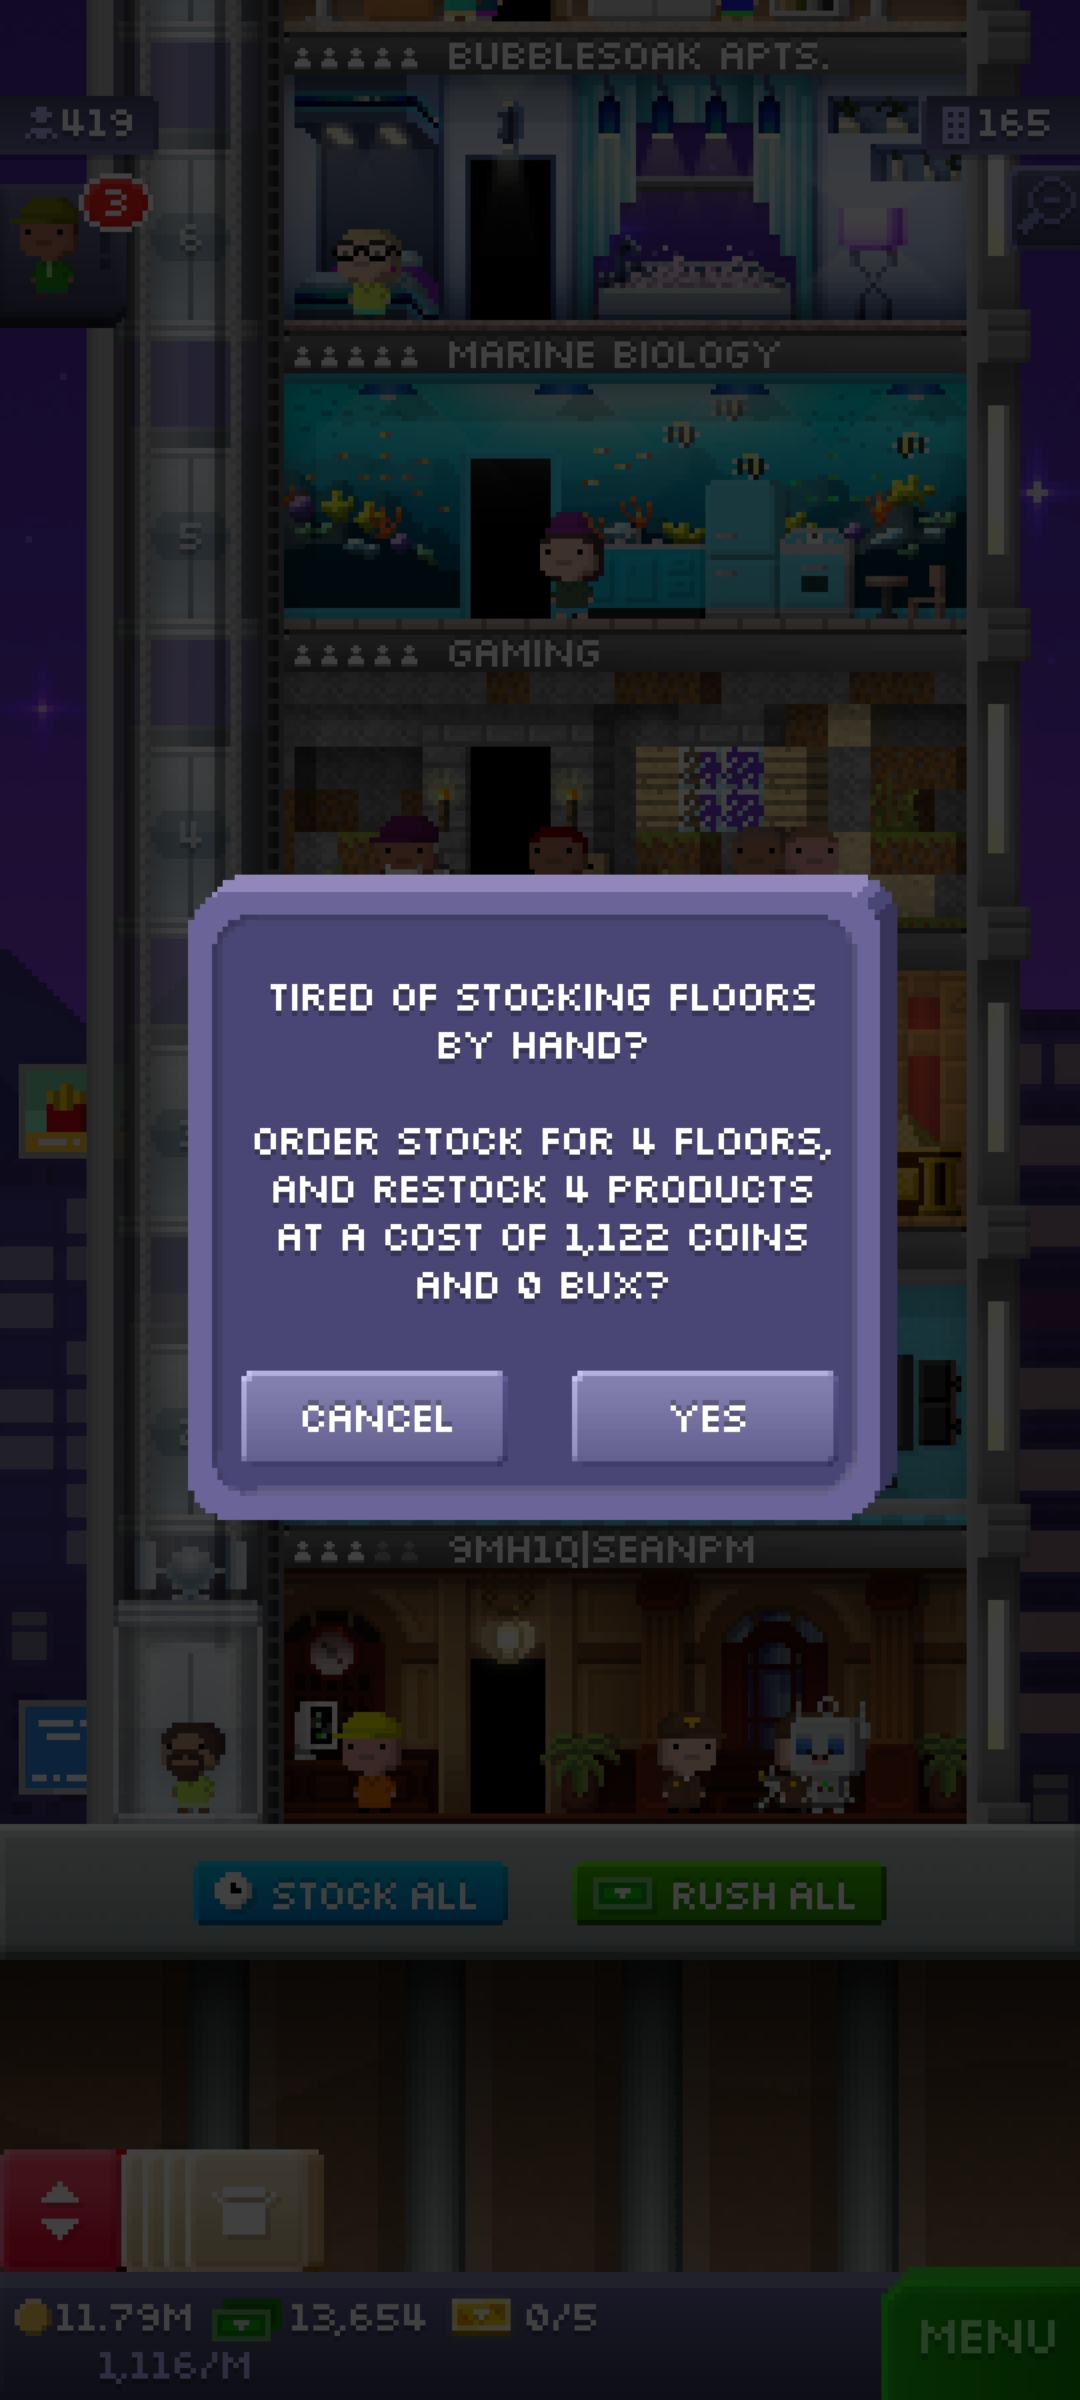 BUBBLESOAK APTS.
419
165
3
6
MARINE BIOLOGY
5
GAMING
4
TIRED OF STOCKING FLOORS
BY HAND?
ORDER STOCK FOR 4 FLOORS,
AND RESTOCK 4 PRODUCTS
AT A COST OF 1,122 COINS
AND 0 BUX?
CANCEL
YES
9MH1Q|SEANPM
STOCK ALL
RUSH ALL
11.79M
13,654
0/5
MENU
1,116/M